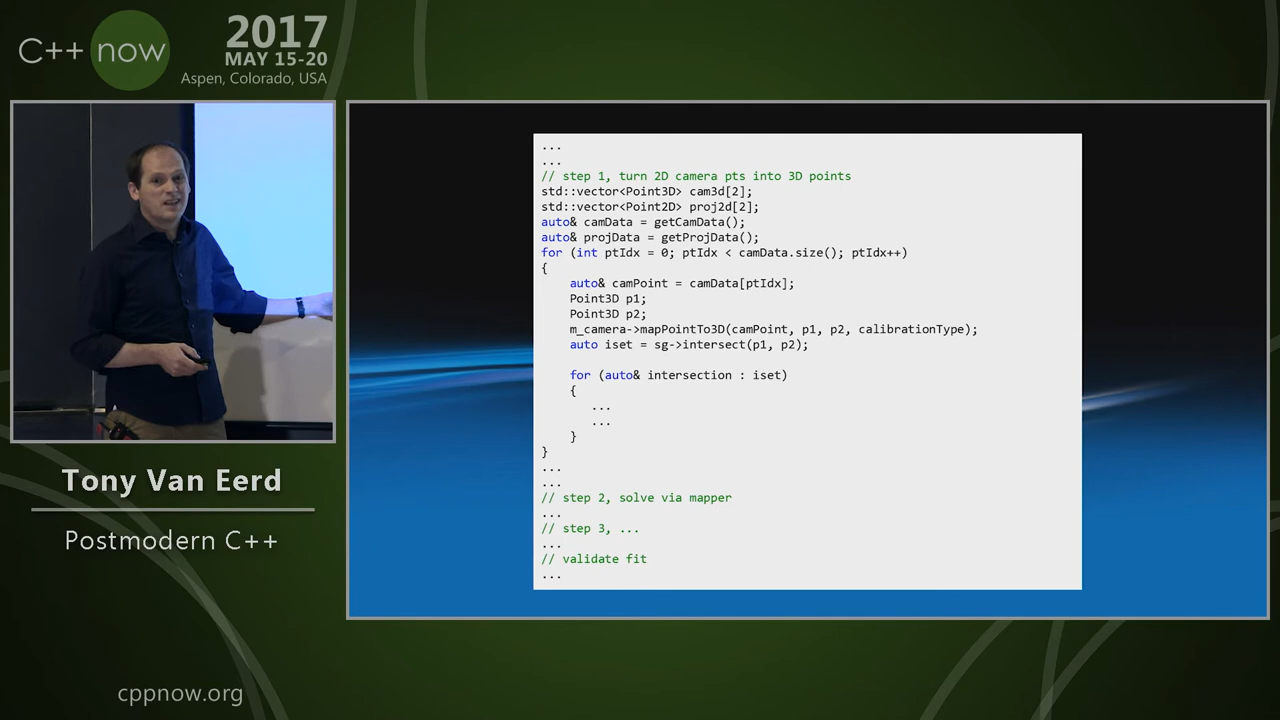 C++ now
2017
MAY 15-20
Aspen, Colorado, USA
...
...
// step 1, turn 2D camera pts into 3D points
std::vector<Point3D> cam3d[2];
std::vector<Point2D> proj2d[2];
auto& camData = getCamData();
auto& projData = getProjData();
for (int ptIdx = 0; ptIdx < camData.size(); ptIdx++)
{
    auto& camPoint = camData[ptIdx];
    Point3D p1;
    Point3D p2;
    m_camera->mapPointTo3D(camPoint, p1, p2, calibrationType);
    auto iset = sg->intersect(p1, p2);
    for (auto& intersection : iset)
    {
       ...
       ...
    }
}
...
...
// step 2, solve via mapper
...
// step 3, ...
...
// validate fit
...
Tony Van Eerd
Postmodern C++
cppnow.org